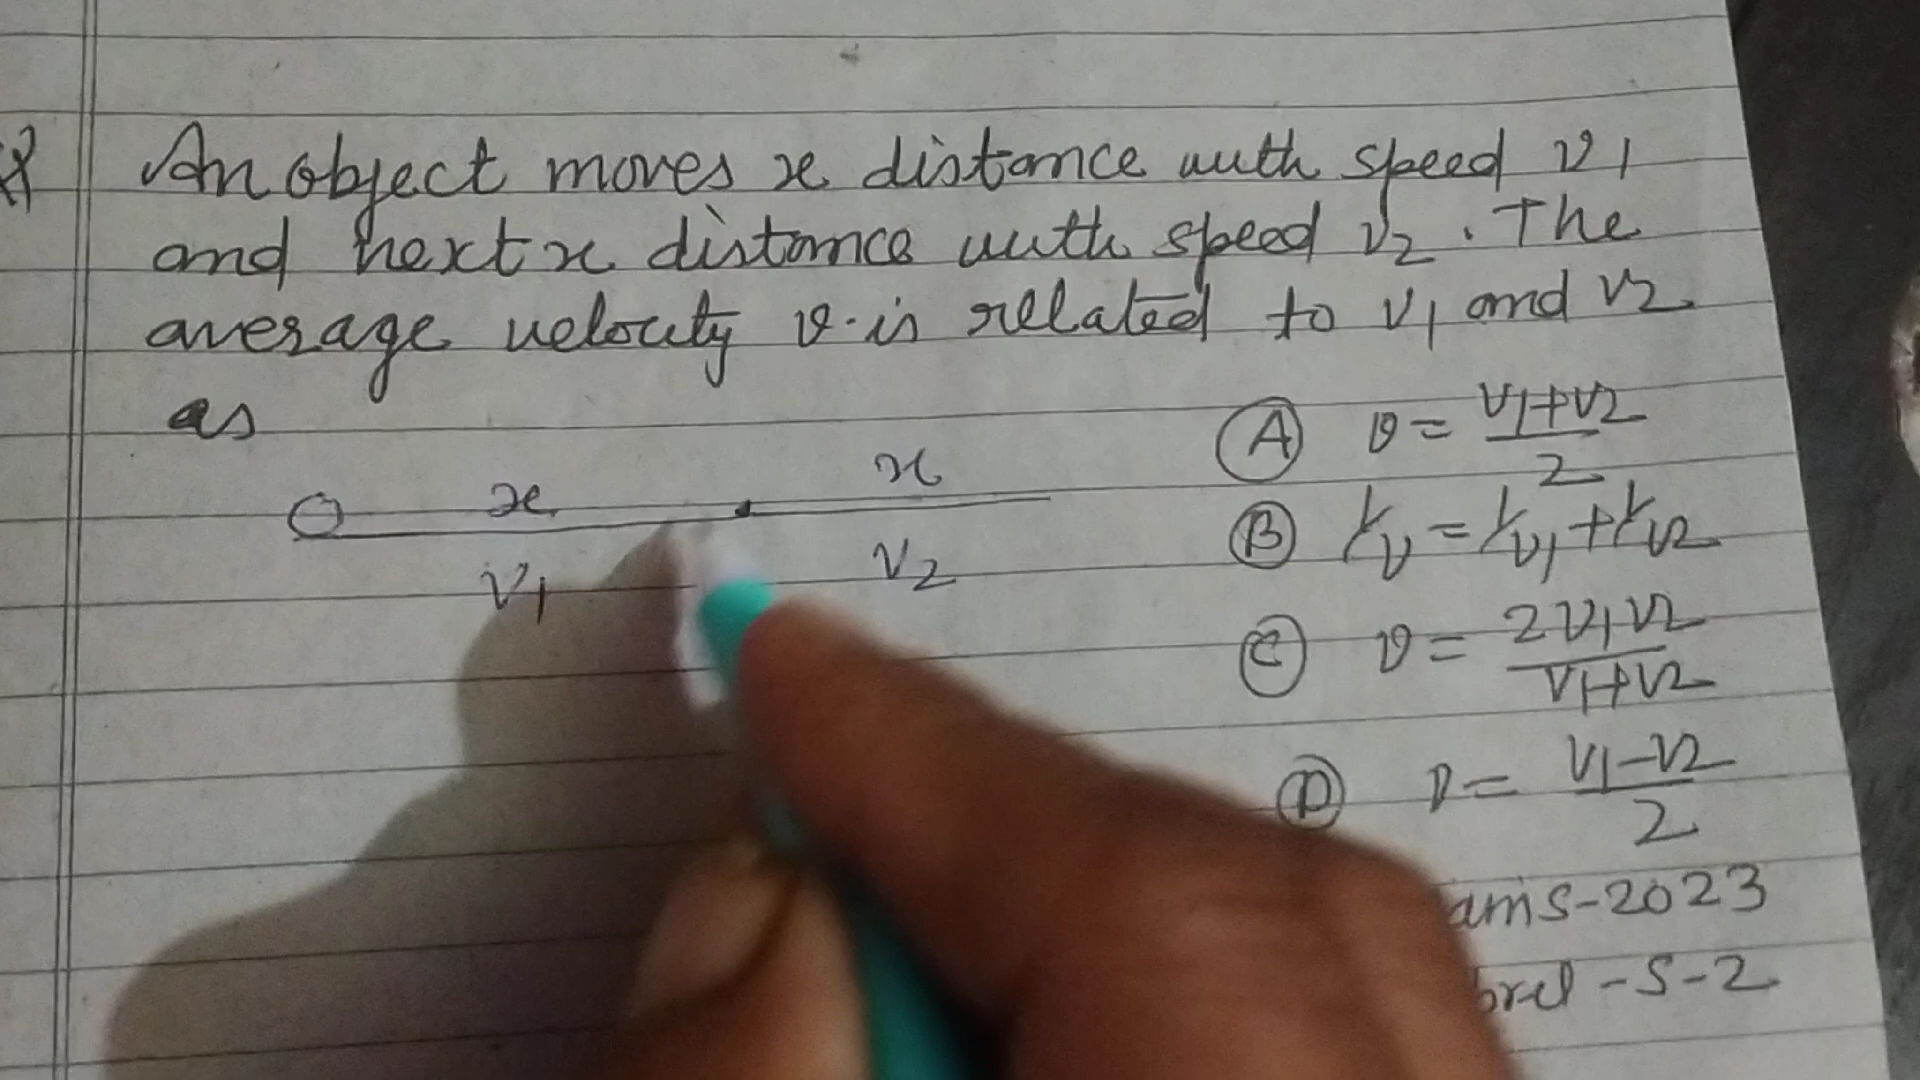 An object moves x distance with speed v1
and next x distance with speed v2. The
average velocity v is related to v1 and v2
as
(A) v = v1+v2/2
x x
(B) 1/v = 1/v1 + 1/v2
v1 v2
(C) v = 2v1v2/v1+v2
(D) v = v1-v2/2
ams-2023
-S-2